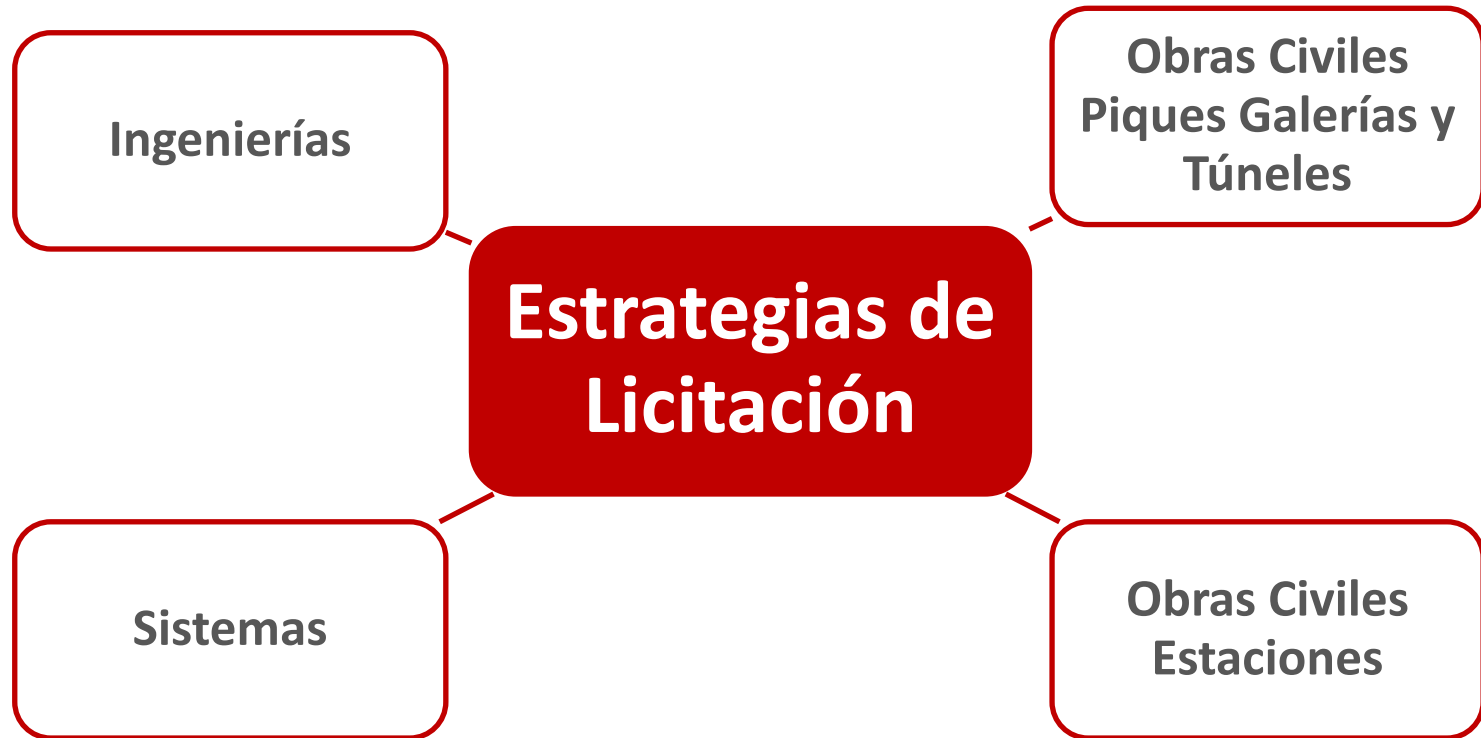 Ingenierías
Obras Civiles
Piques Galerías y
Túneles
Estrategias de
Licitación
Sistemas
Obras Civiles
Estaciones